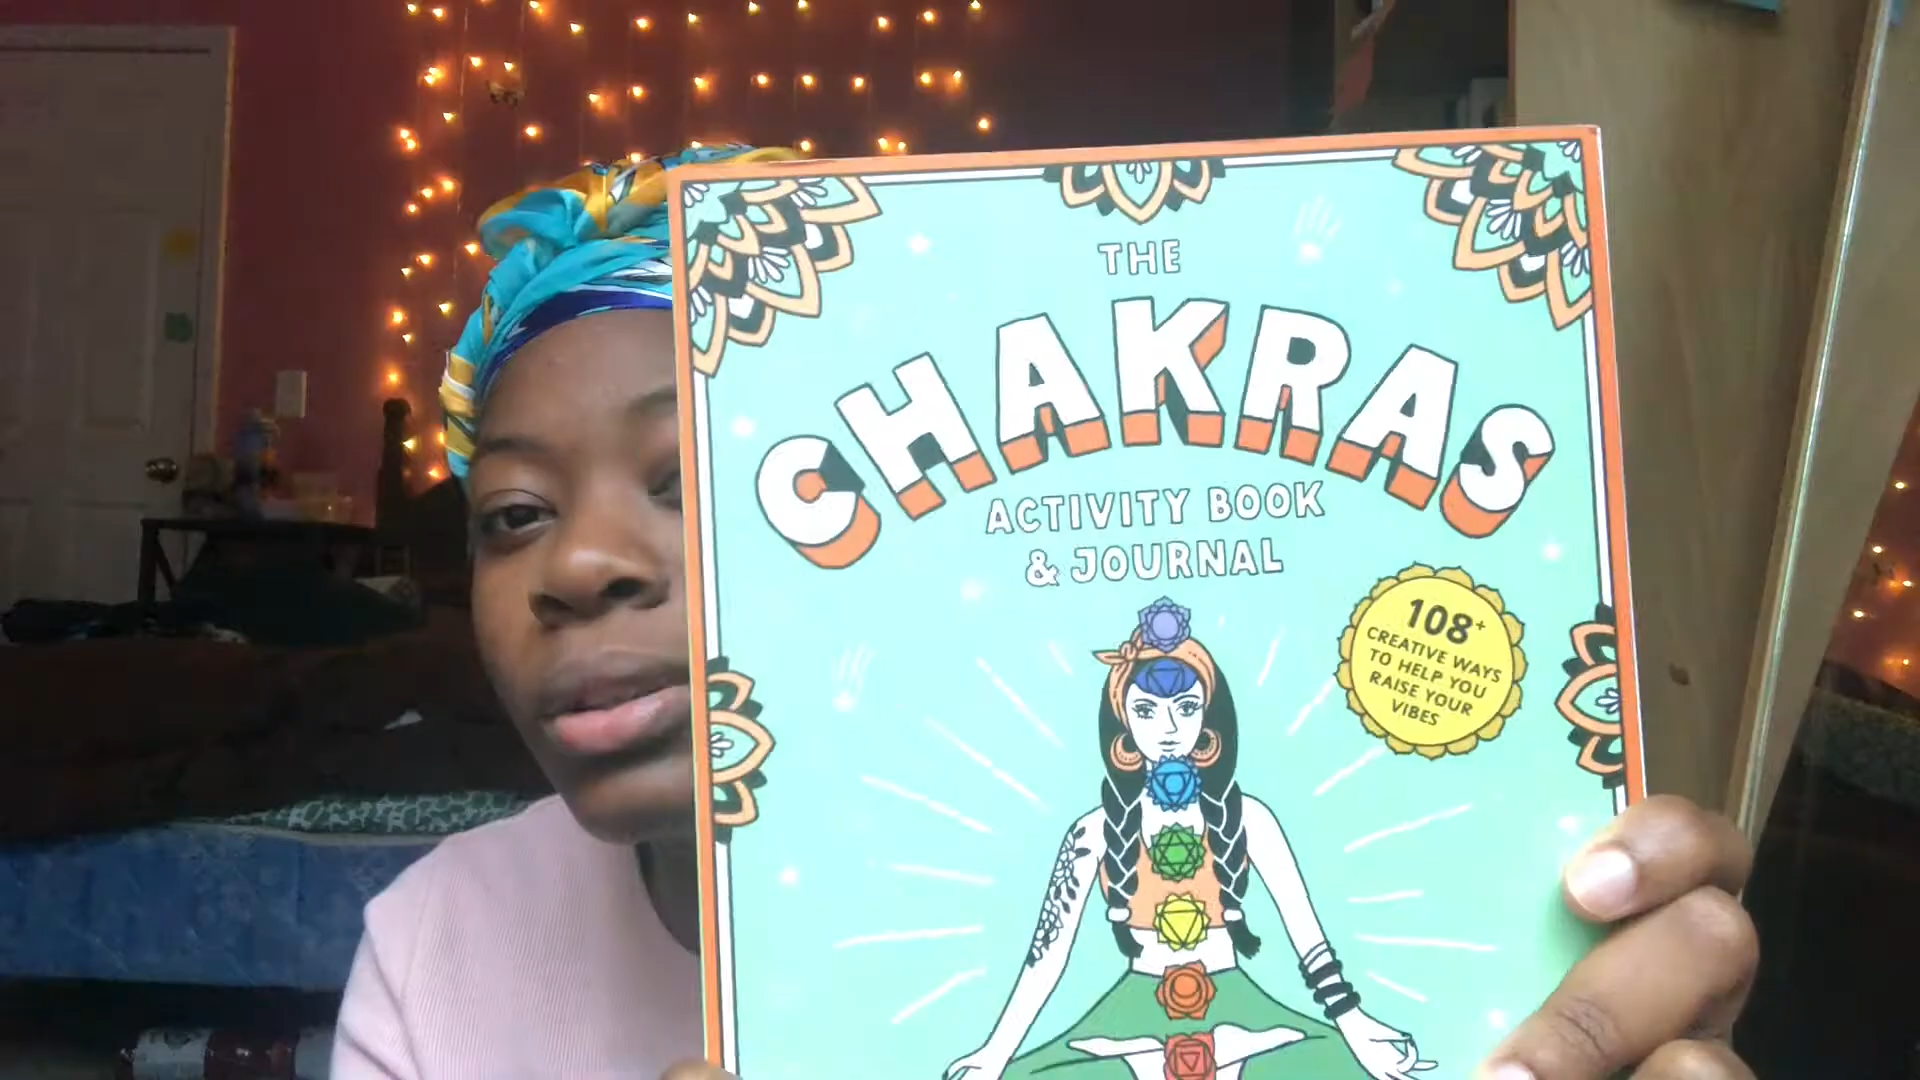 THE
CHAKRAS
ACTIVITY BOOK
& JOURNAL
108+
CREATIVE WAYS
TO HELP YOU
RAISE YOUR
VIBES